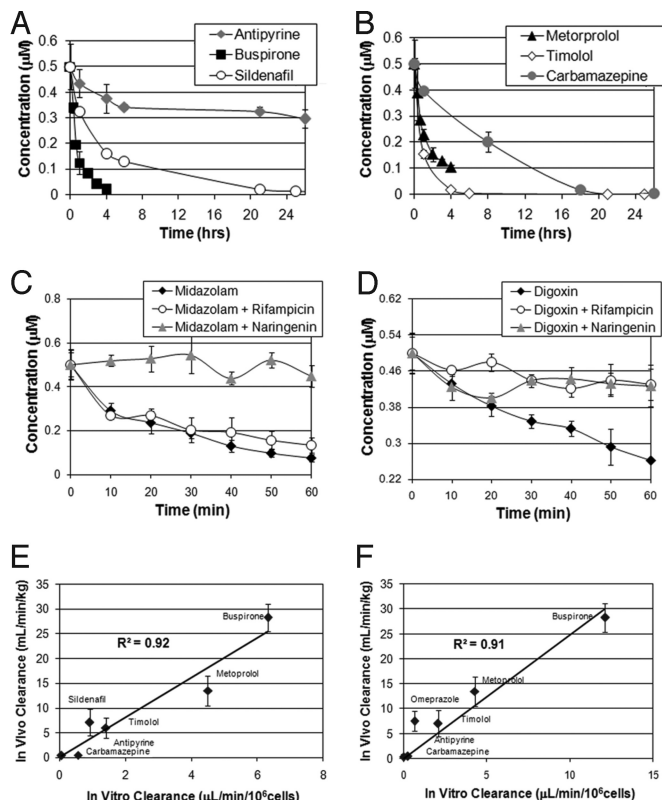 A
Antipyrine
Buspirone
Sildenafil
Concentration (µM)
0.6
0.5
0.4
0.3
0.2
0.1
0
0 4 8 12 16 20 24
Time (hrs)
B
Metorprolol
Timolol
Carbamazepine
Concentration (µM)
0.6
0.5
0.4
0.3
0.2
0.1
0
0 4 8 12 16 20 24
Time (hrs)
C
Midazolam
Midazolam + Rifampicin
Midazolam + Naringenin
Concentration (µM)
0.8
0.6
0.4
0.2
0
0 10 20 30 40 50 60
Time (min)
D
Digoxin
Digoxin + Rifampicin
Digoxin + Naringenin
Concentration (µM)
0.62
0.54
0.46
0.38
0.3
0.22
0 10 20 30 40 50 60
Time (min)
E
In VIvo Clearance (mL/min/kg)
35
30
25
20
15
10
5
0
Buspirone
R² = 0.92
Metoprolol
Sildenafil
Timolol
Antipyrine
Carbamazepine
0 2 4 6 8
In Vitro Clearance (µL/min/10⁶cells)
F
In VIvo Clearance (mL/min/kg)
35
30
25
20
15
10
5
0
Buspirone
R² = 0.91
Metoprolol
Omeprazole
Timolol
Antipyrine
Carbamazepine
0 5 10 15
In Vitro Clearance (µL/min/10⁶cells)